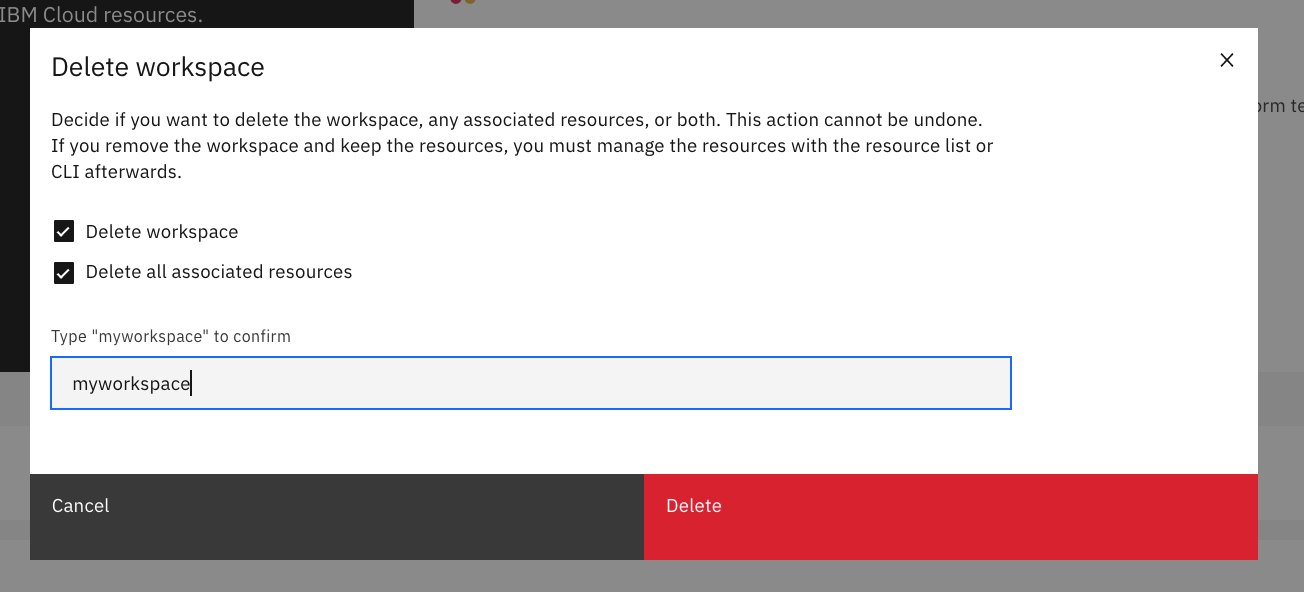 IBM Cloud resources.
Delete workspace
Decide if you want to delete the workspace, any associated resources, or both. This action cannot be undone.
If you remove the workspace and keep the resources, you must manage the resources with the resource list or
CLI afterwards.
Delete workspace
Delete all associated resources
Type "myworkspace" to confirm
myworkspace
Cancel
Delete